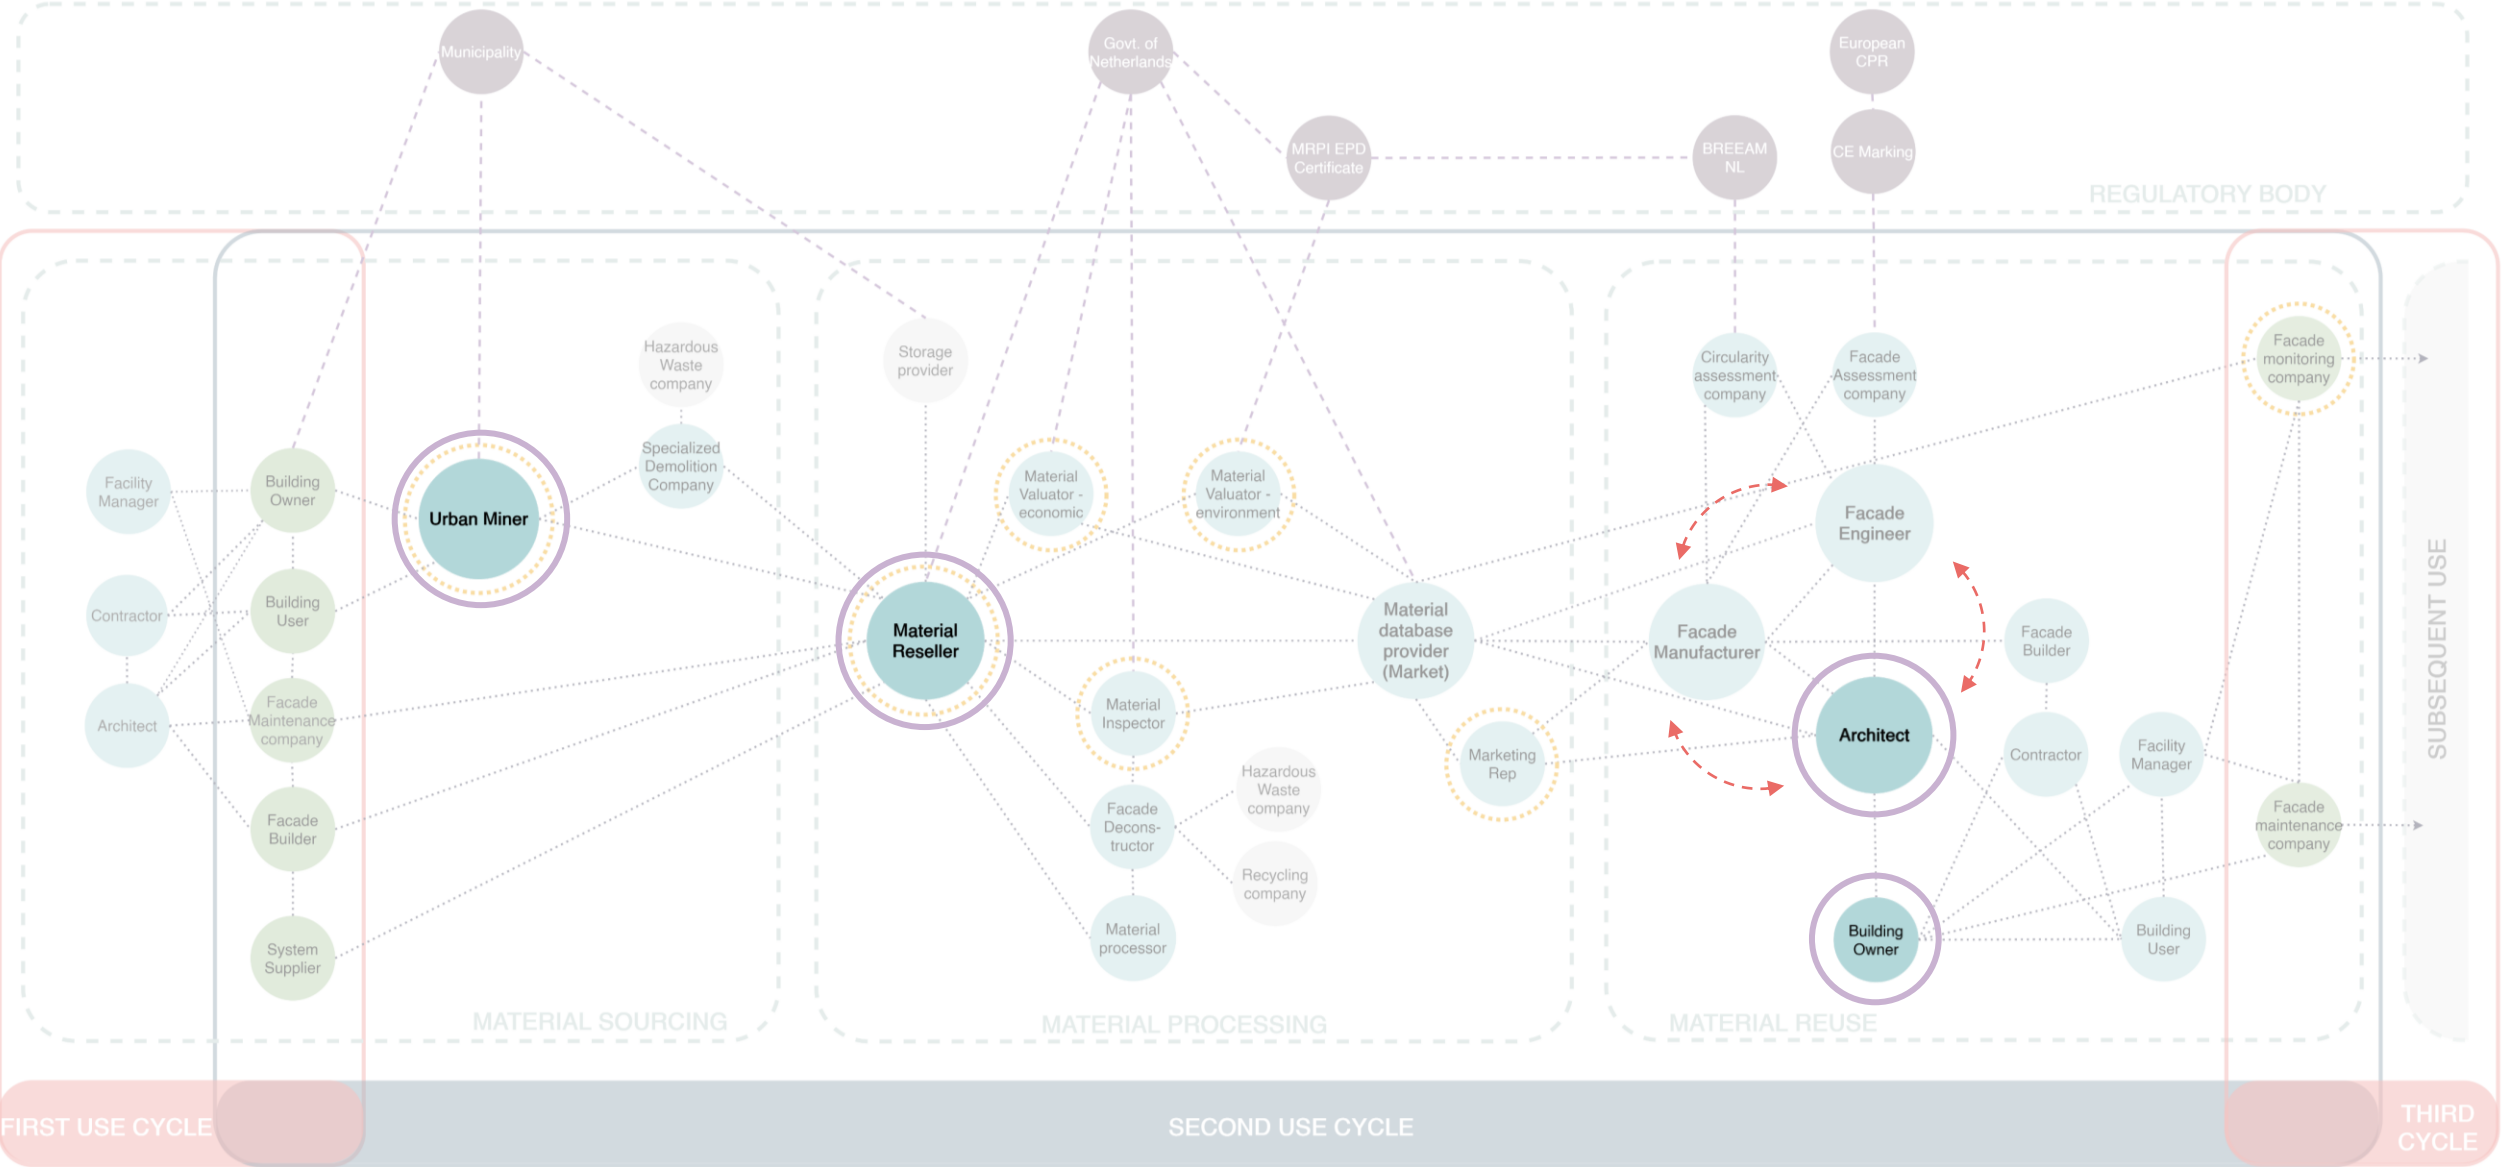 Municipality
Govt. of
Netherlands
European
CPR
MRPI EPD
Certificate
BREEAM
NL
CE Marking
REGULATORY BODY
Hazardous
Waste
company
Specialized
Demolition
Company
Facility
Manager
Building
Owner
Urban Miner
Contractor
Building
User
Architect
Facade
Maintenance
company
Facade
Builder
System
Supplier
MATERIAL SOURCING
Storage
provider
Material
Valuator -
economic
Material
Valuator -
environment
Material
Reseller
Material
database
provider
(Market)
Material
Inspector
Marketing
Rep
Facade
Decons-
tructor
Hazardous
Waste
company
Recycling
company
Material
processor
MATERIAL PROCESSING
Circularity
assessment
company
Facade
Assessment
company
Facade
Engineer
Facade
Manufacturer
Facade
Builder
Architect
Contractor
Facility
Manager
Building
Owner
Building
User
MATERIAL REUSE
Facade
monitoring
company
Facade
maintenance
company
SUBSEQUENT USE
FIRST USE CYCLE
SECOND USE CYCLE
THIRD
CYCLE